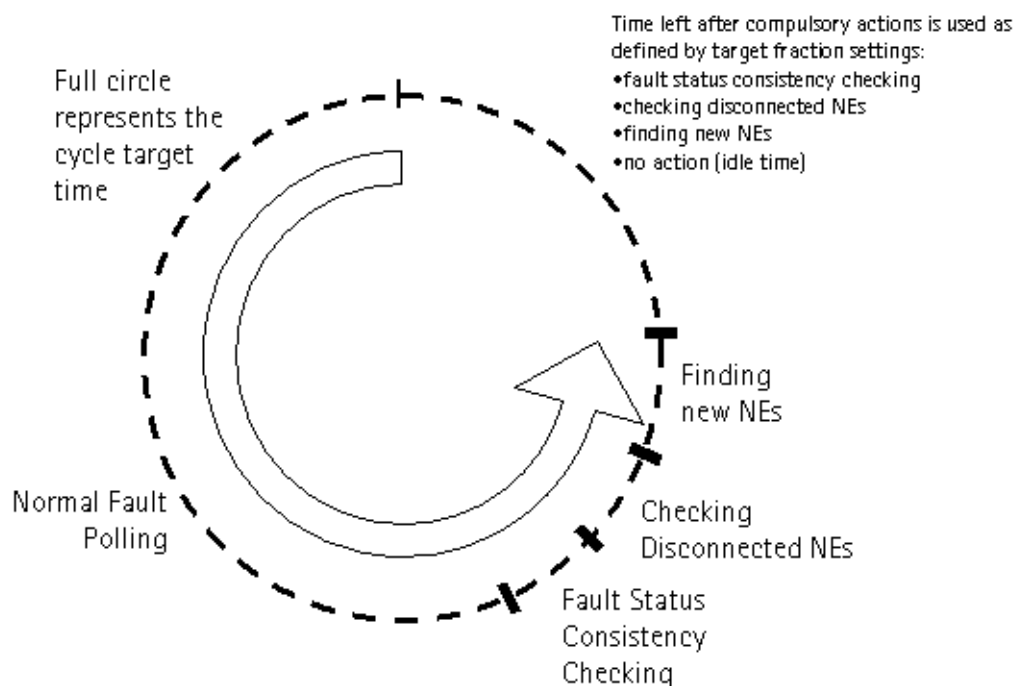 Time left after compulsory actions is used as
defined by target fraction settings:
•fault status consistency checking
•checking disconnected NEs
•finding new NEs
•no action (idle time)
Full circle
represents the
cycle target
time
Finding
new NEs
Normal Fault
Polling
Checking
Disconnected NEs
Fault Status
Consistency
Checking